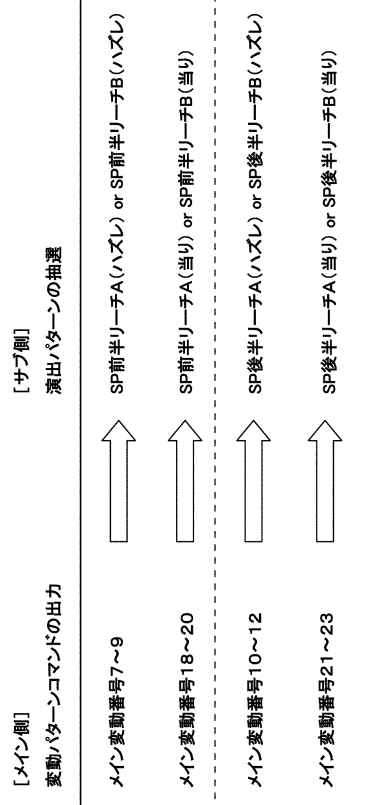 [メイン側]
変動パターンコマンドの出力
[サブ側]
演出パターンの抽選
メイン変動番号7～9
SP前半リーチA(ハズレ) or SP前半リーチB(ハズレ)
メイン変動番号18～20
SP前半リーチA(当り) or SP前半リーチB(当り)
メイン変動番号10～12
SP後半リーチA(ハズレ) or SP後半リーチB(ハズレ)
メイン変動番号21～23
SP後半リーチA(当り) or SP後半リーチB(当り)